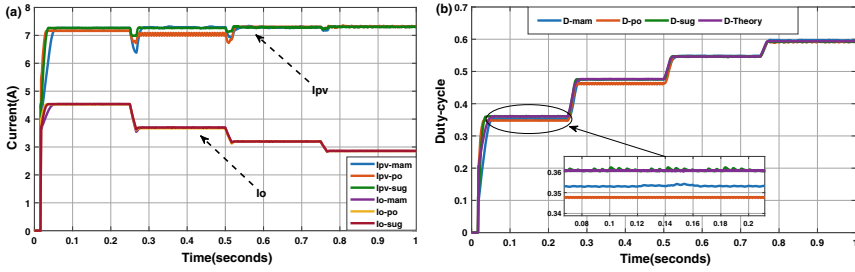 (a)
8
7
6
5
4
3
2
1
0
Current(A)
0 0.1 0.2 0.3 0.4 0.5 0.6 0.7 0.8 0.9 1
Time(seconds)
Ipv
Io
Ipv-mam
Ipv-po
Ipv-sug
Io-mam
Io-po
Io-sug
(b)
0.7
0.6
0.5
0.4
0.3
0.2
0.1
0
Duty-cycle
0 0.1 0.2 0.3 0.4 0.5 0.6 0.7 0.8 0.9 1
Time(seconds)
D-mam D-po D-sug D-Theory
0.36
0.35
0.34
0.08 0.1 0.12 0.14 0.16 0.18 0.2